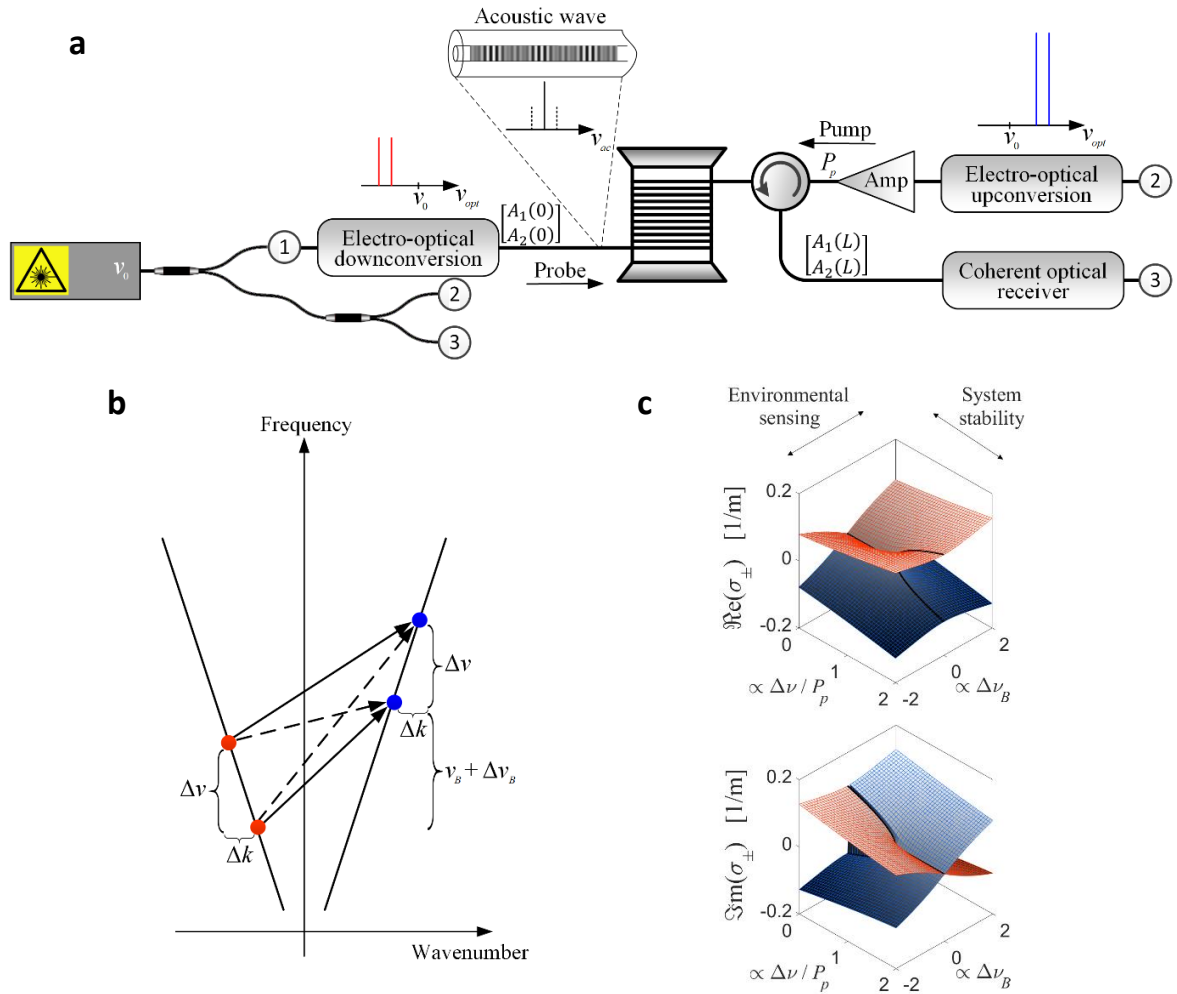 a
Acoustic wave
ν_ac
ν_0
ν_opt
ν_0
ν_opt
Pump
P_p
Amp
Electro-optical
upconversion
2
ν_0
1
Electro-optical
downconversion
[A_1(0)
A_2(0)]
Probe
[A_1(L)
A_2(L)]
Coherent optical
receiver
3
2
3
b
Frequency
Δν
Δk
ν_B + Δν_B
Δν
Δk
Wavenumber
c
Environmental
sensing
System
stability
ℜe(σ_±) [1/m]
0.2
0
-0.2
0
1
2
-2
0
2
∝ Δν / P_p
∝ Δν_B
ℑm(σ_±) [1/m]
0.2
0
-0.2
0
1
2
-2
0
2
∝ Δν / P_p
∝ Δν_B